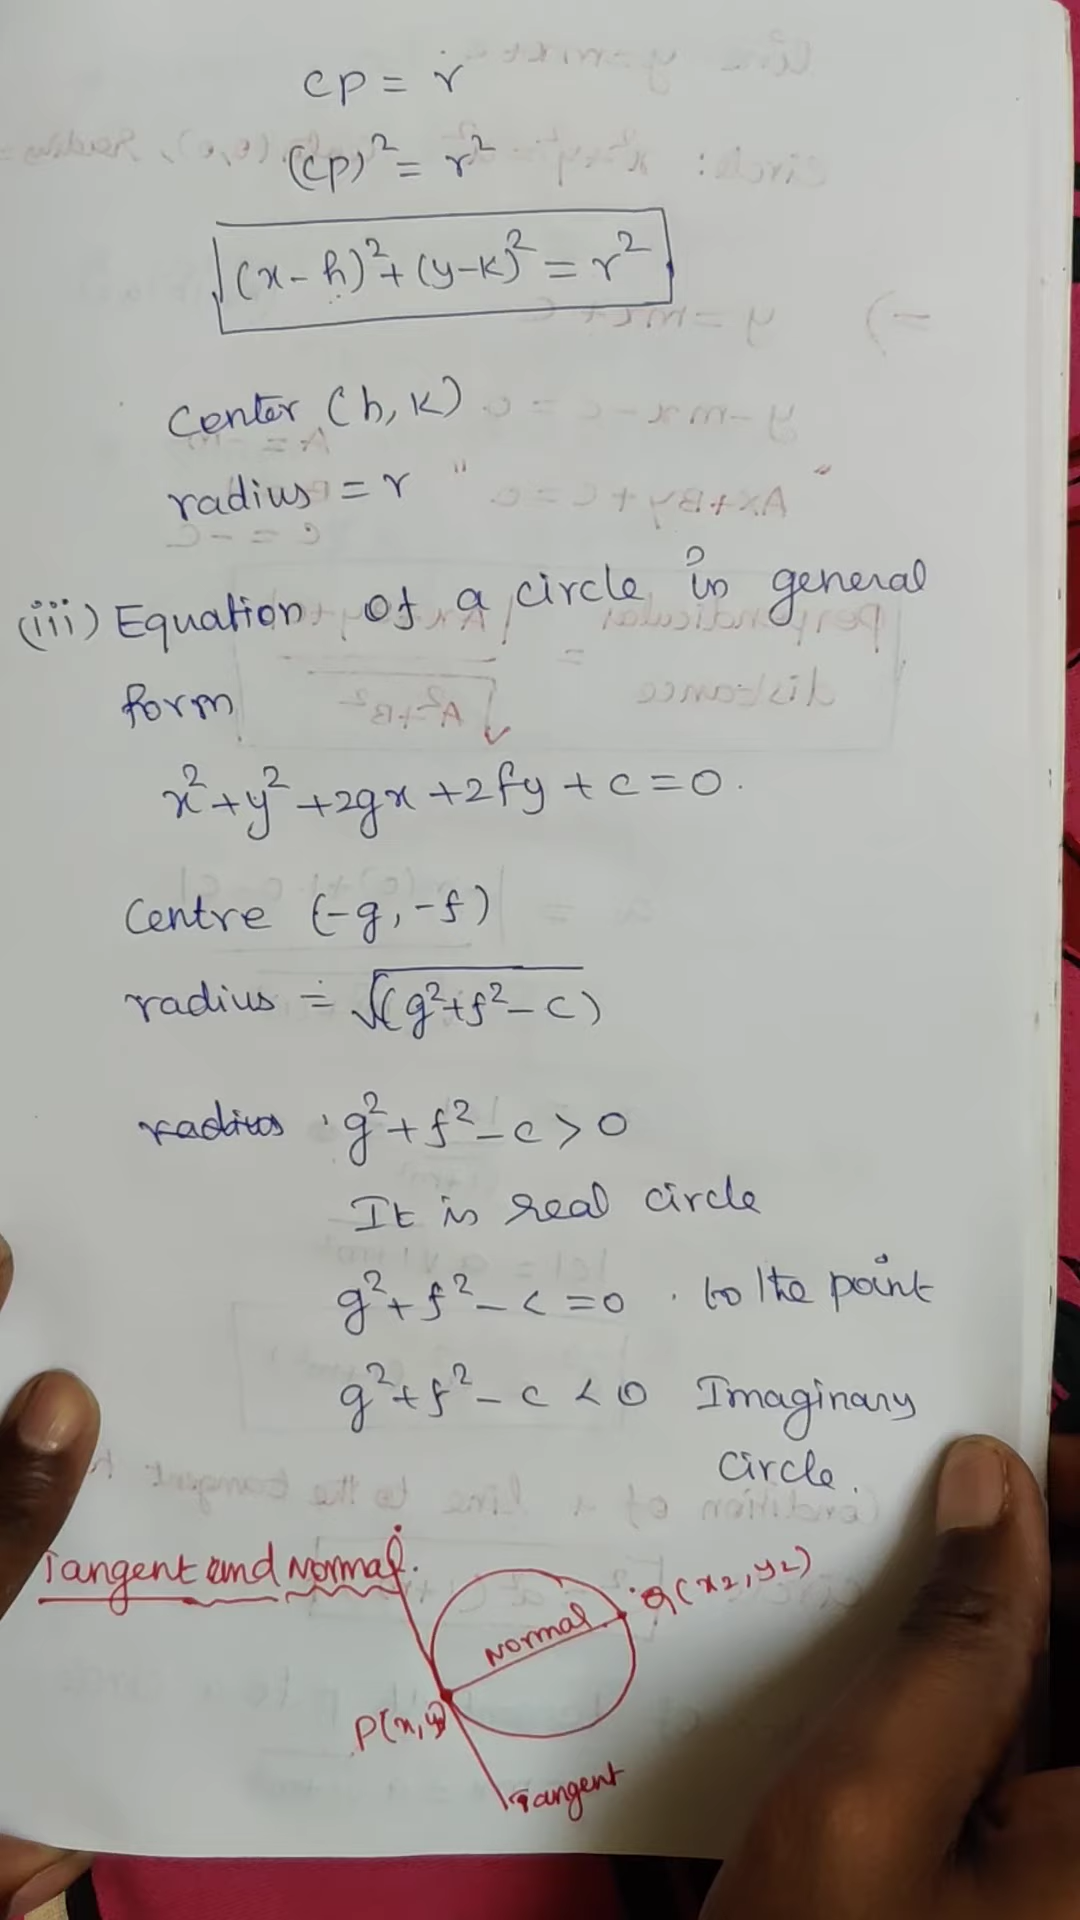 CP = r
(CP)² = r²
(x-h)² + (y-k)² = r²
Center (h, k)
radius = r
(iii) Equation of a circle in general
form
x² + y² + 2gx + 2fy + c = 0.
Centre (-g, -f)
radius = √(g²+f²-c)
radius g² + f² - c > 0
It is real circle
g² + f² - c = 0 . to the point
g² + f² - c < 0 Imaginary
Circle.
Tangent and Normal.
Q(x2, y2)
Normal
P(x, y)
Tangent